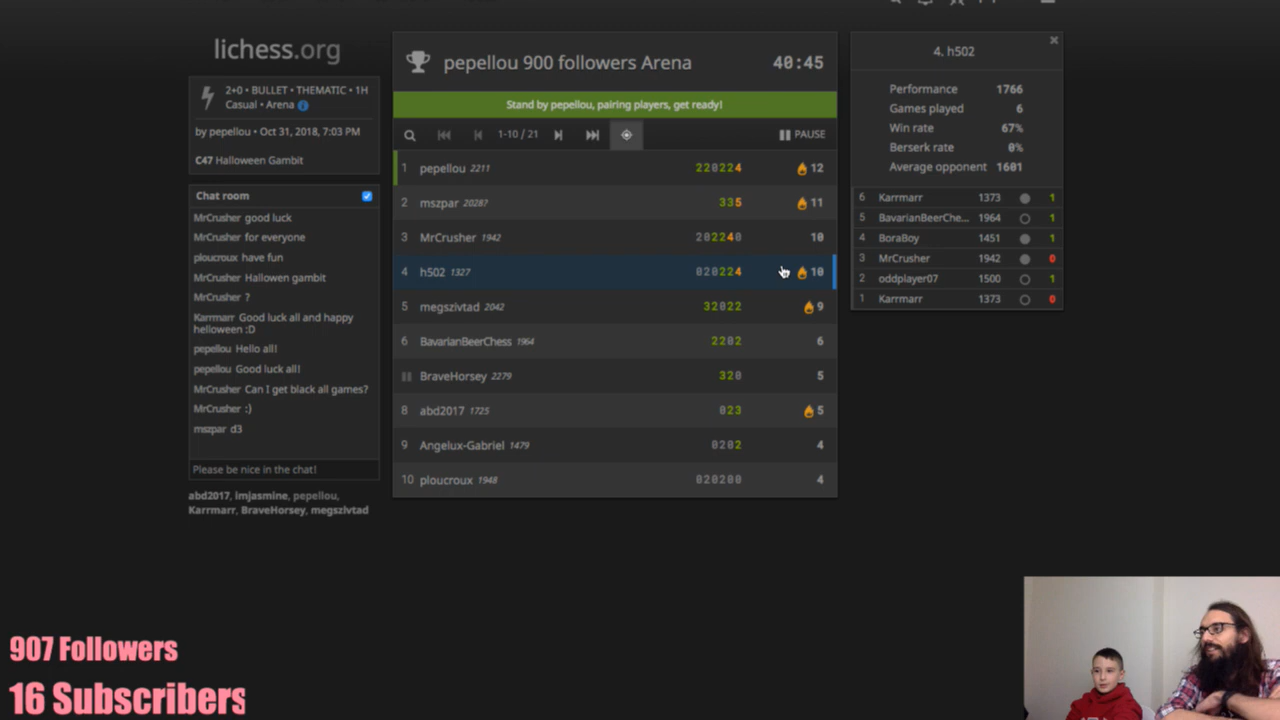 lichess.org
2+0 • BULLET • THEMATIC • 1H
Casual • Arena
by pepellou • Oct 31, 2018, 7:03 PM
C47 Halloween Gambit
Chat room
MrCrusher good luck
MrCrusher for everyone
ploucroux have fun
MrCrusher Hallowen gambit
MrCrusher ?
Karrmarr Good luck all and happy
helloween :D
pepellou Hello all!
pepellou Good luck all!
MrCrusher Can I get black all games?
MrCrusher :)
mszpar d3
Please be nice in the chat!
abd2017, imjasmine, pepellou,
Karrmarr, BraveHorsey, megszivtad
pepellou 900 followers Arena 40:45
Stand by pepellou, pairing players, get ready!
1-10 / 21 PAUSE
1 pepellou 2211 220224 12
2 mszpar 2028? 335 11
3 MrCrusher 1942 202240 10
4 h502 1327 020224 10
5 megszivtad 2042 32022 9
6 BavarianBeerChess 1964 2202 6
BraveHorsey 2279 320 5
8 abd2017 1725 023 5
9 Angelux-Gabriel 1479 0202 4
10 ploucroux 1948 020200 4
4. h502
Performance 1766
Games played 6
Win rate 67%
Berserk rate 0%
Average opponent 1601
6 Karrmarr 1373 1
5 BavarianBeerChe... 1964 1
4 BoraBoy 1451 1
3 MrCrusher 1942 0
2 oddplayer07 1500 1
1 Karrmarr 1373 0
907 Followers
16 Subscribers